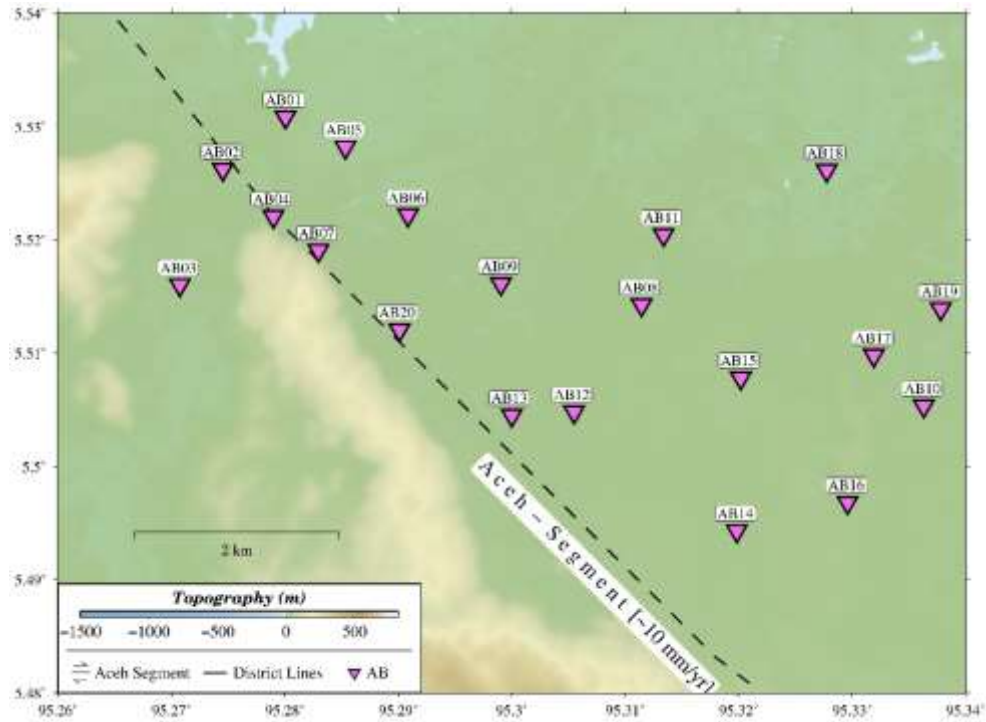 5.54°
5.53°
5.52°
5.51°
5.5°
5.49°
5.48°
95.26°
95.27°
95.28°
95.29°
95.3°
95.31°
95.32°
95.33°
95.34°
AB01
AB05
AB02
AB18
AB04
AB06
AB07
AB11
AB03
AB09
AB08
AB19
AB20
AB17
AB15
AB13
AB12
AB10
AB16
AB14
Aceh - Segment [~10 mm/yr)
2 km
Topography (m)
-1500 -1000 -500 0 500
Aceh Segment District Lines AB